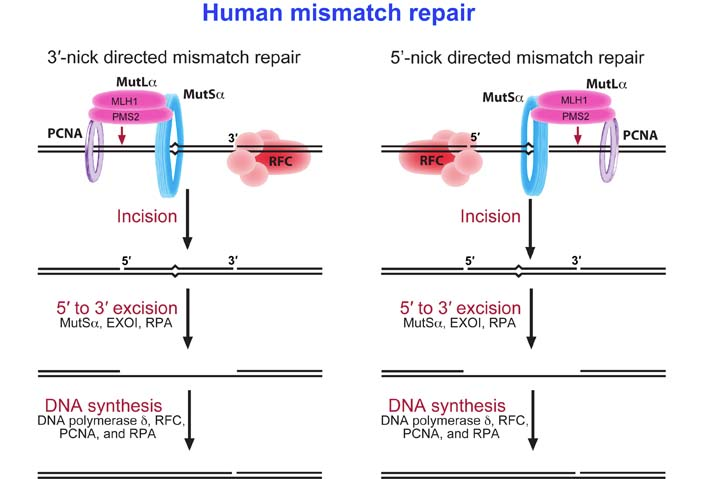 Human mismatch repair
3′-nick directed mismatch repair
MutLα
MLH1
MutSα
PMS2
PCNA
3′
RFC
Incision
5′
3′
5′ to 3′ excision
MutSα, EXOI, RPA
DNA synthesis
DNA polymerase δ, RFC,
PCNA, and RPA
5’-nick directed mismatch repair
MutLα
MutSα
MLH1
PMS2
PCNA
5′
RFC
Incision
5′
3′
5′ to 3′ excision
MutSα, EXOI, RPA
DNA synthesis
DNA polymerase δ, RFC,
PCNA, and RPA